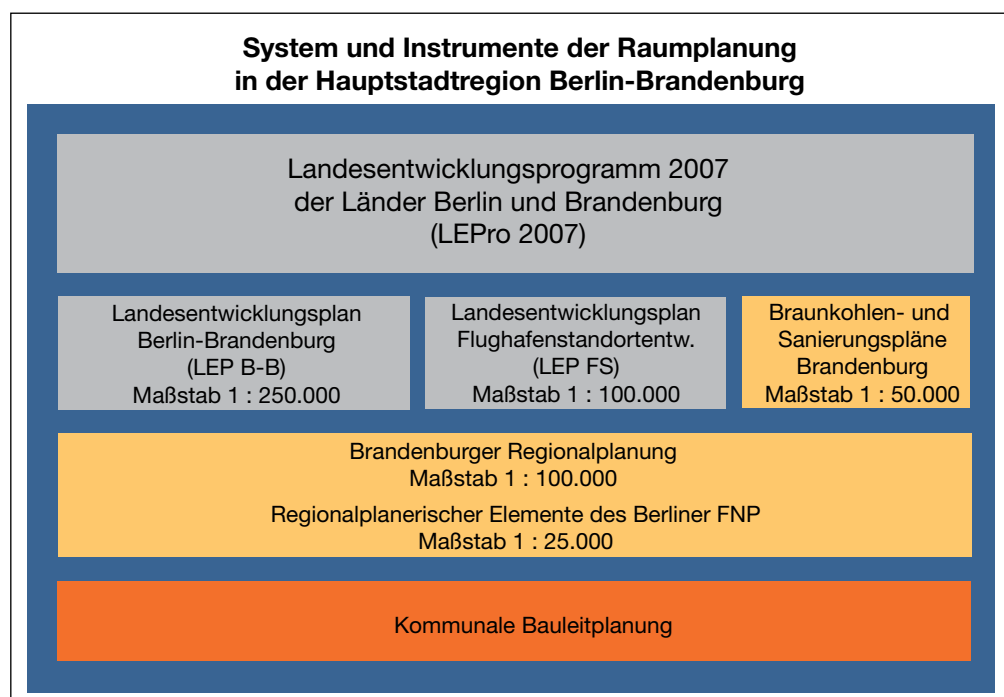 System und Instrumente der Raumplanung
in der Hauptstadtregion Berlin-Brandenburg
Landesentwicklungsprogramm 2007
der Länder Berlin und Brandenburg
(LEPro 2007)
Landesentwicklungsplan
Berlin-Brandenburg
(LEP B-B)
Maßstab 1 : 250.000
Landesentwicklungsplan
Flughafenstandortentw.
(LEP FS)
Maßstab 1 : 100.000
Braunkohlen- und
Sanierungspläne
Brandenburg
Maßstab 1 : 50.000
Brandenburger Regionalplanung
Maßstab 1 : 100.000
Regionalplanerischer Elemente des Berliner FNP
Maßstab 1 : 25.000
Kommunale Bauleitplanung